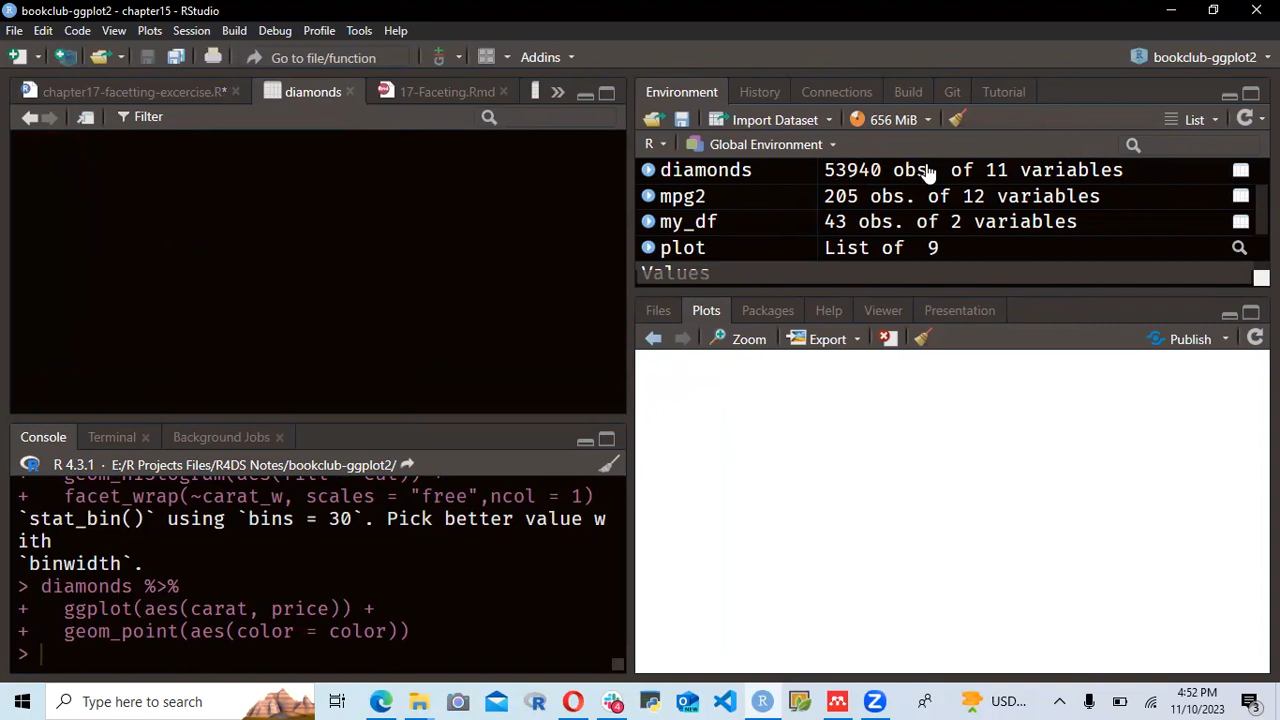 bookclub-ggplot2 - chapter15 - RStudio
File Edit Code View Plots Session Build Debug Profile Tools Help
Go to file/function Addins bookclub-ggplot2
chapter17-facetting-excercise.R* diamonds 17-Faceting.Rmd
Filter
Environment History Connections Build Git Tutorial
Import Dataset 656 MiB List
R Global Environment
diamonds 53940 obs. of 11 variables
mpg2 205 obs. of 12 variables
my_df 43 obs. of 2 variables
plot List of 9
Values
Files Plots Packages Help Viewer Presentation
Zoom Export Publish
Console Terminal Background Jobs
R 4.3.1 · E:/R Projects Files/R4DS Notes/bookclub-ggplot2/
+ geom_histogram(aes(fill = cat)) +
+ facet_wrap(~carat_w, scales = "free",ncol = 1)
`stat_bin()` using `bins = 30`. Pick better value w
ith
`binwidth`.
> diamonds %>%
+ ggplot(aes(carat, price)) +
+ geom_point(aes(color = color))
>
Type here to search
USD...
4:52 PM
11/10/2023
4
3